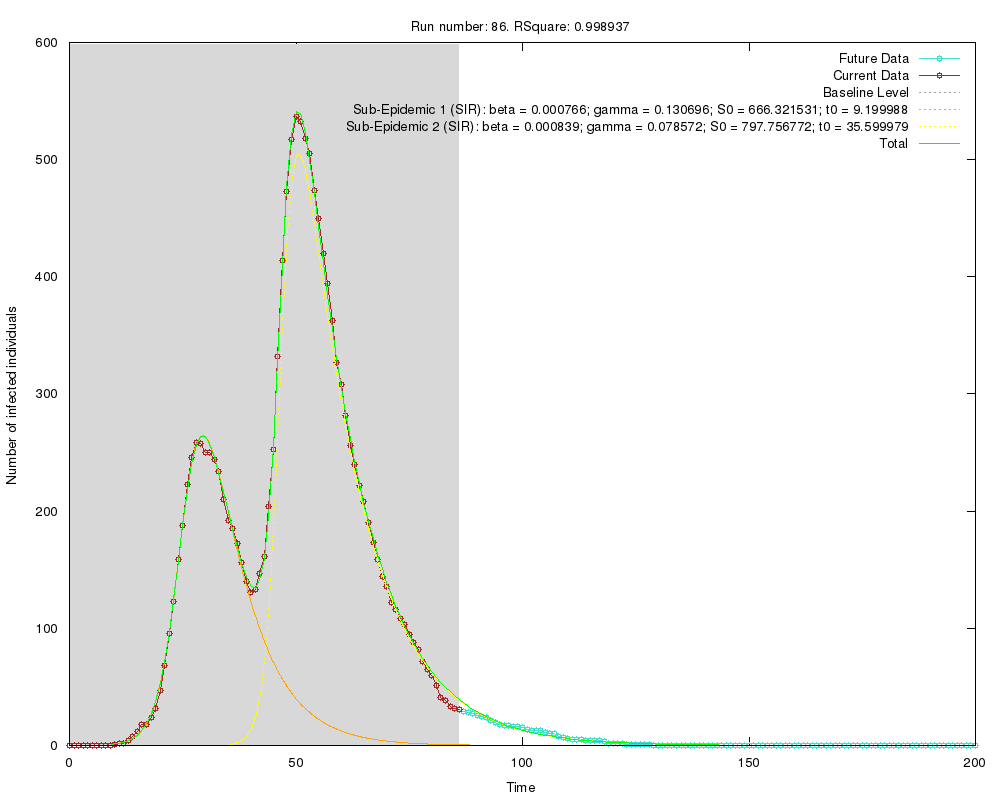 Run number: 86. RSquare: 0.998937
600
500
400
300
200
100
0
Number of infected individuals
Future Data
Current Data
Baseline Level
Sub-Epidemic 1 (SIR): beta = 0.000766; gamma = 0.130696; S0 = 666.321531; t0 = 9.199988
Sub-Epidemic 2 (SIR): beta = 0.000839; gamma = 0.078572; S0 = 797.756772; t0 = 35.599979
Total
0 50 100 150 200
Time